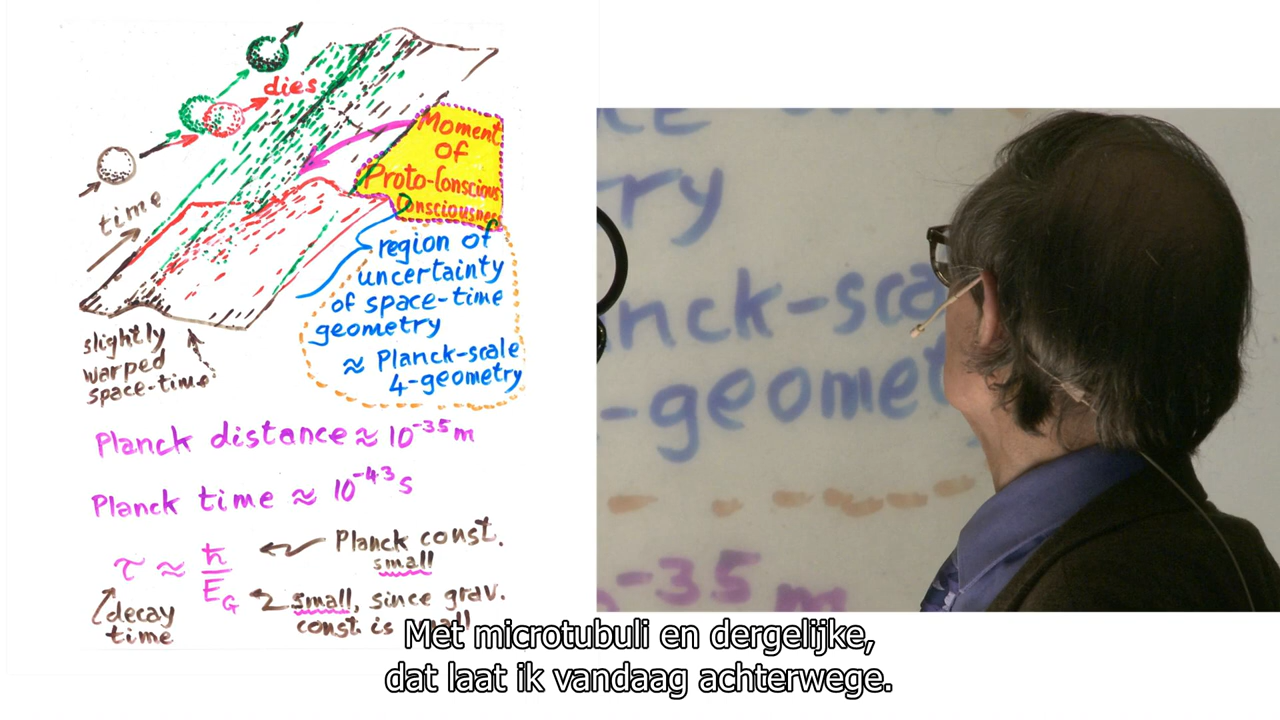 dies
Moment
of
Proto-Conscious
Consciousness
time
region of
uncertainty
of space-time
geometry
≈ Planck-scale
4-geometry
slightly
warped
space-time
Planck distance ≈ 10⁻³⁵ m
Planck time ≈ 10⁻⁴³ s
τ ≈ ħ/E_G
Planck const.
small
decay
time
small, since grav.
const. is
ry
nck-sca
-geomet
-35 m
Met microtubuli en dergelijke,
dat laat ik vandaag achterwege.